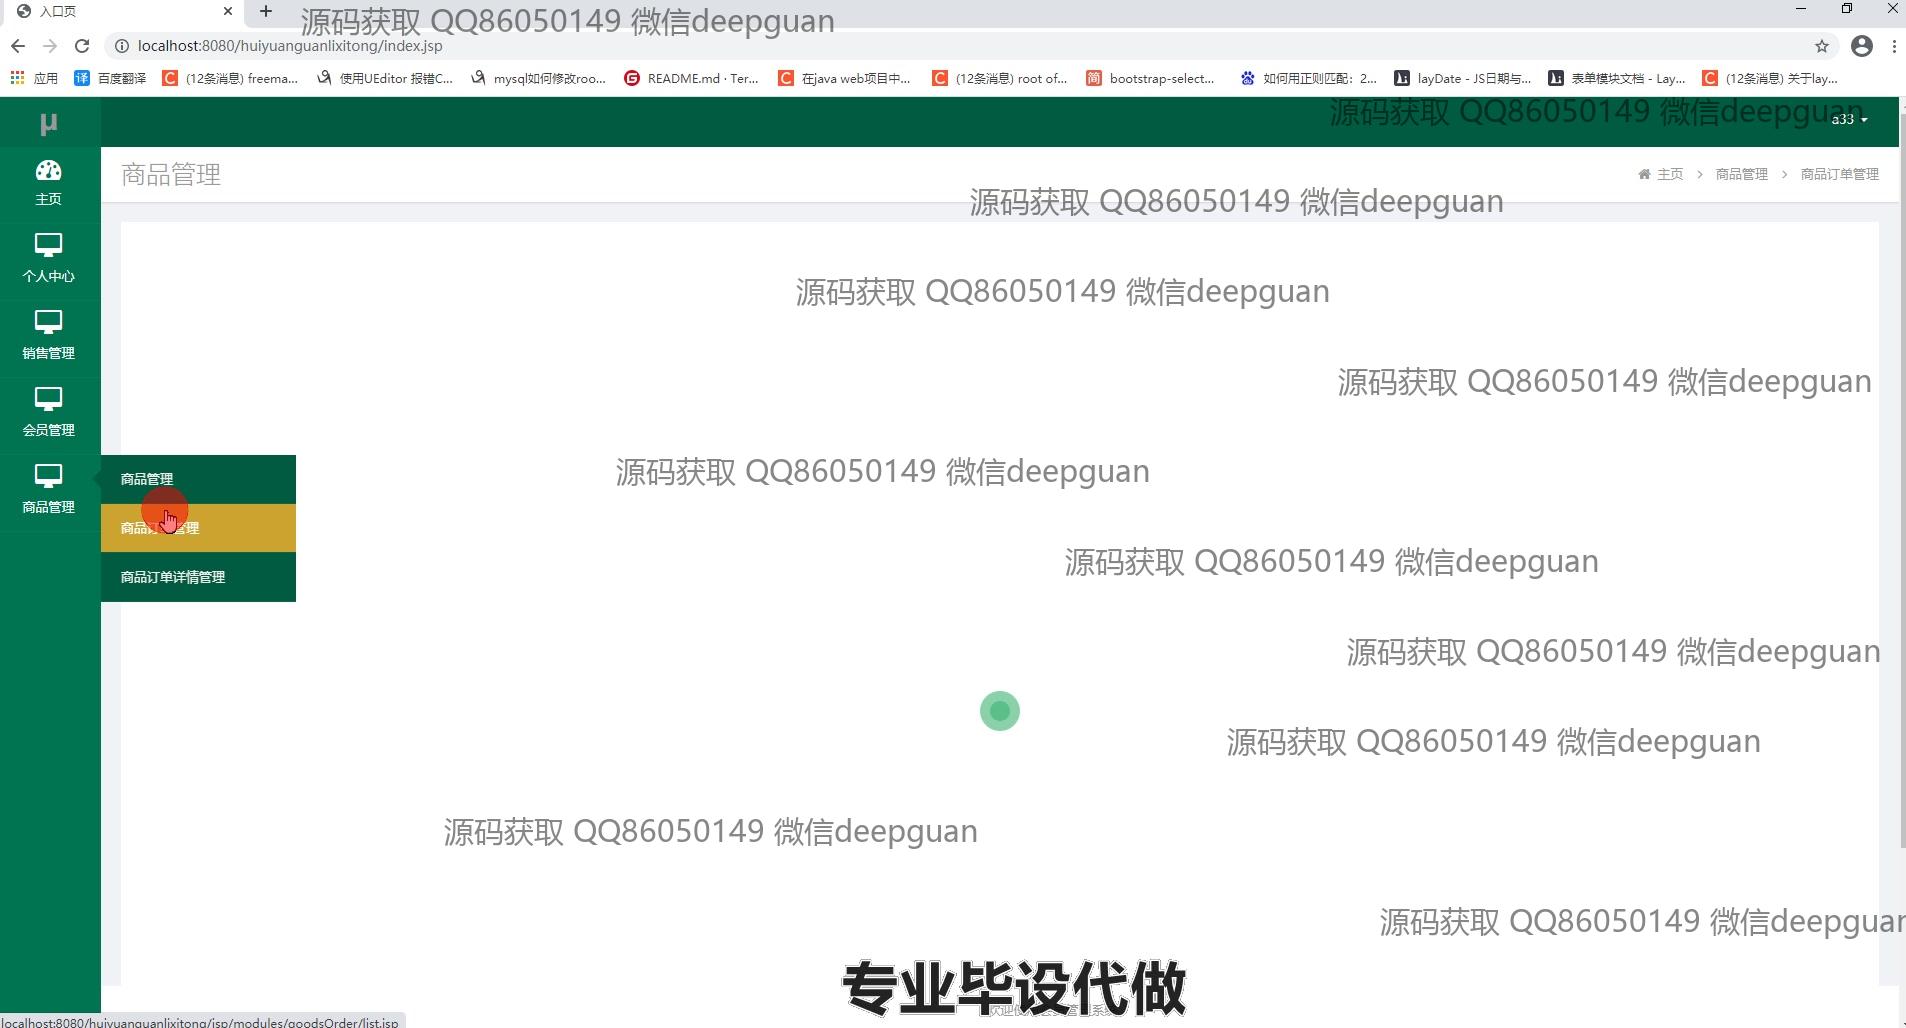 入口页
源码获取 QQ86050149 微信deepguan
localhost:8080/huiyuanguanlixitong/index.jsp
应用
百度翻译
(12条消息) freema...
使用UEditor 报错C...
mysql如何修改roo...
README.md · Ter...
在java web项目中...
(12条消息) root of...
bootstrap-select...
如何用正则匹配：2...
layDate - JS日期与...
表单模块文档 - Lay...
(12条消息) 关于lay...
μ
源码获取 QQ86050149 微信deepguan
a33
主页
商品管理
主页 > 商品管理 > 商品订单管理
源码获取 QQ86050149 微信deepguan
个人中心
源码获取 QQ86050149 微信deepguan
销售管理
源码获取 QQ86050149 微信deepguan
会员管理
源码获取 QQ86050149 微信deepguan
商品管理
商品管理
商品订单管理
商品订单详情管理
源码获取 QQ86050149 微信deepguan
源码获取 QQ86050149 微信deepguan
源码获取 QQ86050149 微信deepguan
源码获取 QQ86050149 微信deepguan
源码获取 QQ86050149 微信deepguan
专业毕设代做
localhost:8080/huiyuanguanlixitong/jsp/modules/goodsOrder/list.jsp